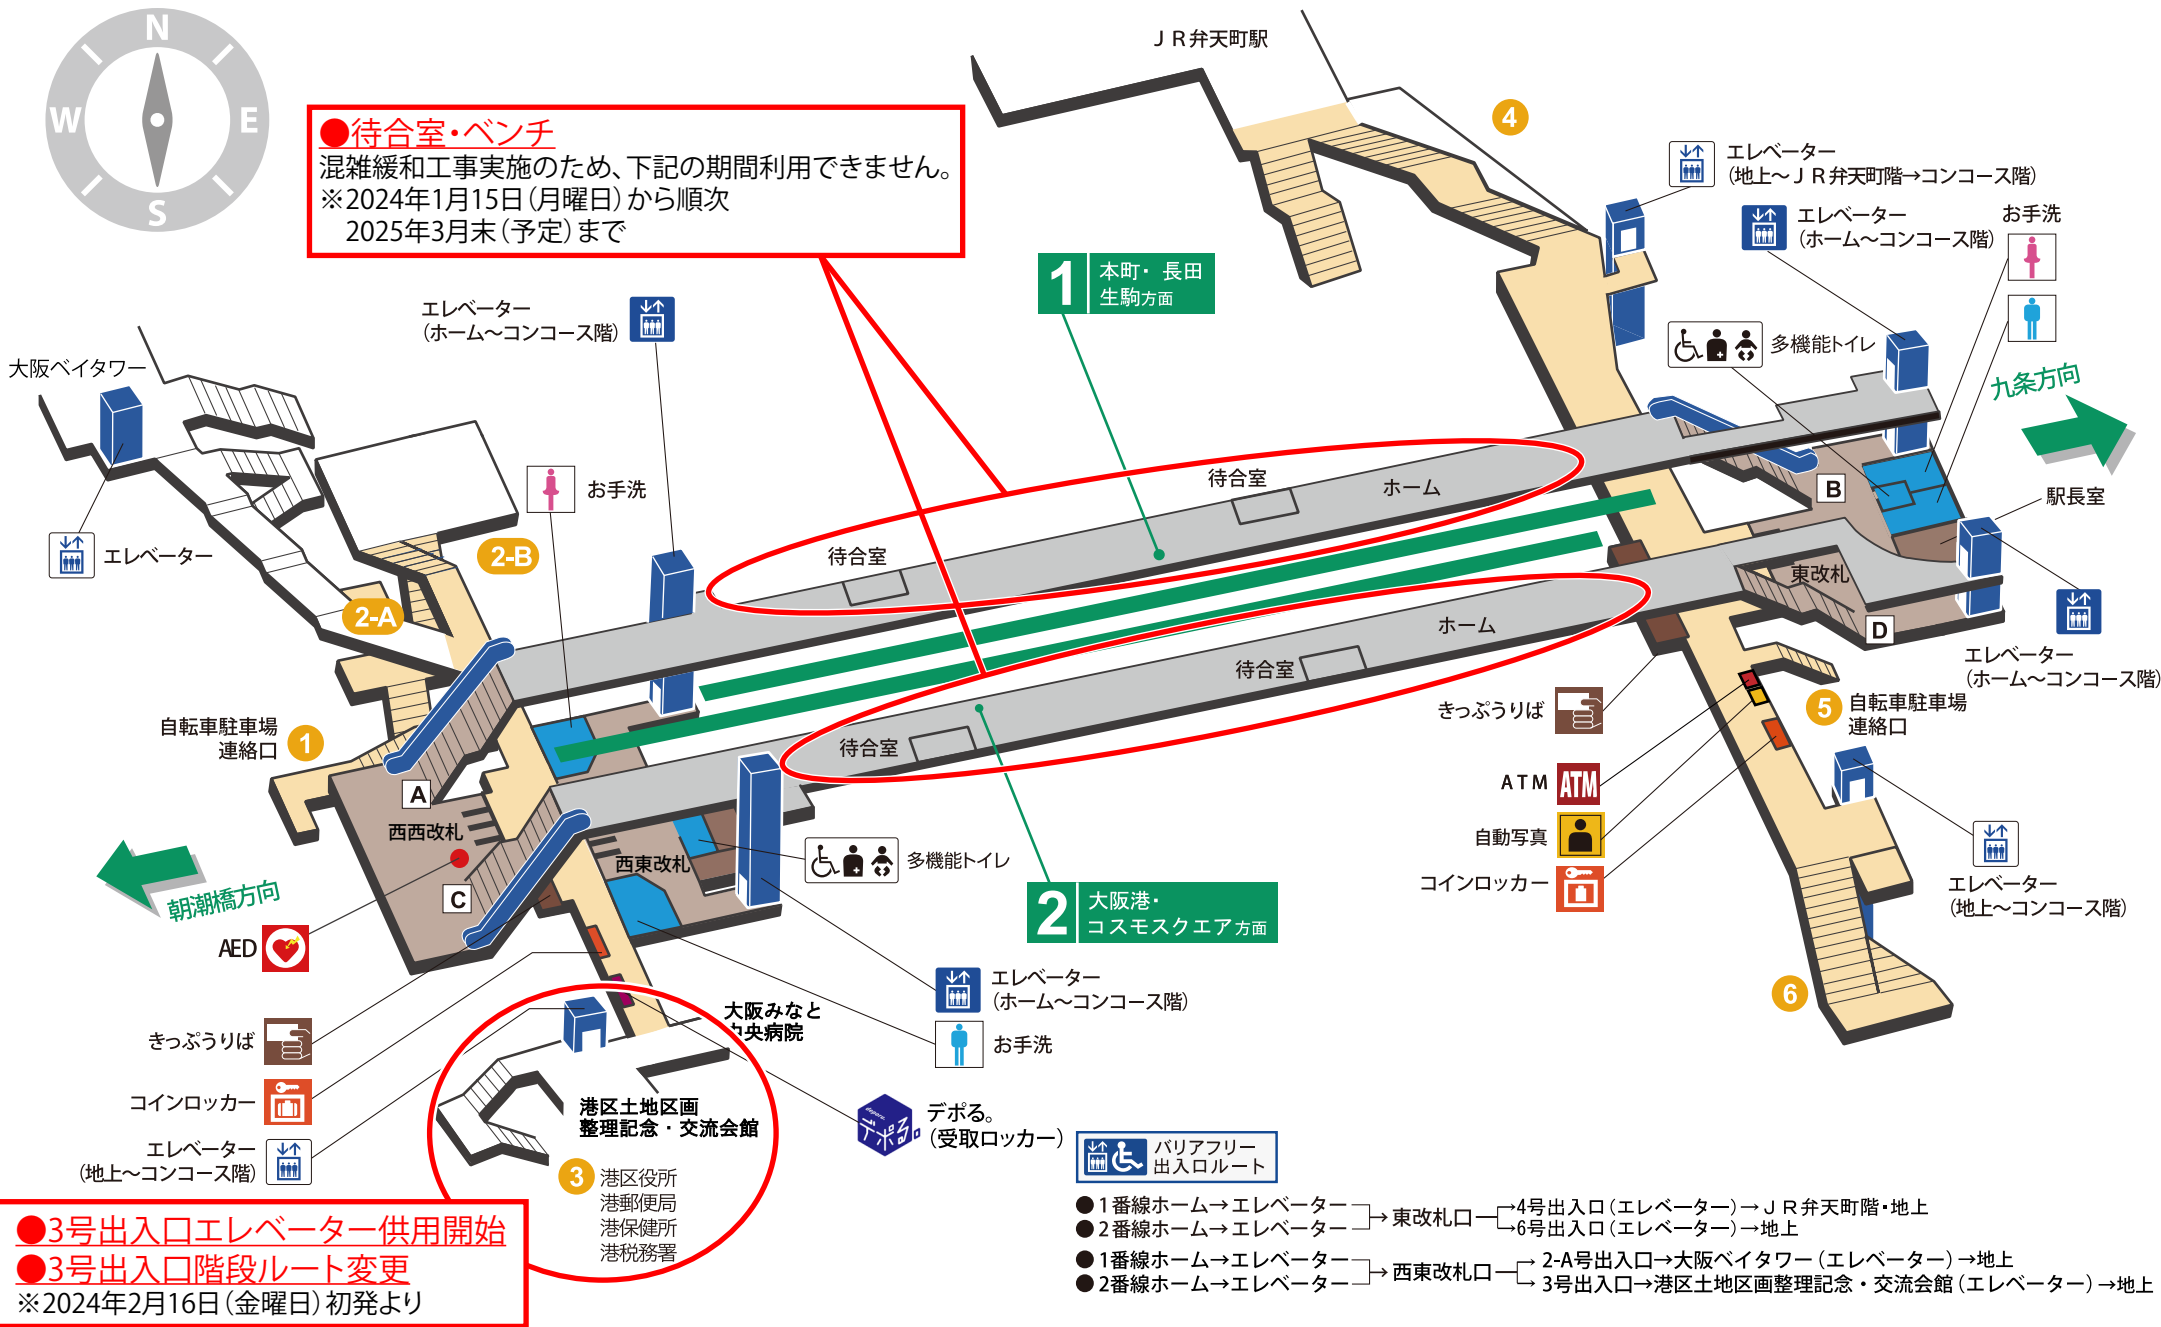 N
W
E
S
●待合室・ベンチ
混雑緩和工事実施のため、下記の期間利用できません。
※2024年1月15日(月曜日)から順次
2025年3月末(予定)まで
JR弁天町駅
4
エレベーター
(地上～JR弁天町階→コンコース階)
エレベーター
(ホーム～コンコース階)
お手洗
多機能トイレ
九条方向
1
本町・長田
生駒方面
エレベーター
(ホーム～コンコース階)
大阪ベイタワー
エレベーター
お手洗
2-B
2-A
待合室
ホーム
待合室
B
駅長室
東改札
D
ホーム
待合室
待合室
エレベーター
(ホーム～コンコース階)
きっぷうりば
5
自転車駐車場
連絡口
自転車駐車場
連絡口
1
A
西西改札
C
西東改札
多機能トイレ
朝潮橋方向
AED
ATM
ATM
自動写真
コインロッカー
エレベーター
(地上～コンコース階)
6
2
大阪港・
コスモスクエア方面
エレベーター
(ホーム～コンコース階)
お手洗
大阪みなと
中央病院
きっぷうりば
コインロッカー
エレベーター
(地上～コンコース階)
港区土地区画
整理記念・交流会館
3
港区役所
港郵便局
港保健所
港税務署
deporu.
デポる。
デポる。
(受取ロッカー)
●3号出入口エレベーター供用開始
●3号出入口階段ルート変更
※2024年2月16日(金曜日)初発より
バリアフリー
出入口ルート
●1番線ホーム→エレベーター
●2番線ホーム→エレベーター
→東改札口
→4号出入口(エレベーター)→JR弁天町階・地上
→6号出入口(エレベーター)→地上
●1番線ホーム→エレベーター
●2番線ホーム→エレベーター
→西東改札口
→2-A号出入口→大阪ベイタワー(エレベーター)→地上
→3号出入口→港区土地区画整理記念・交流会館(エレベーター)→地上